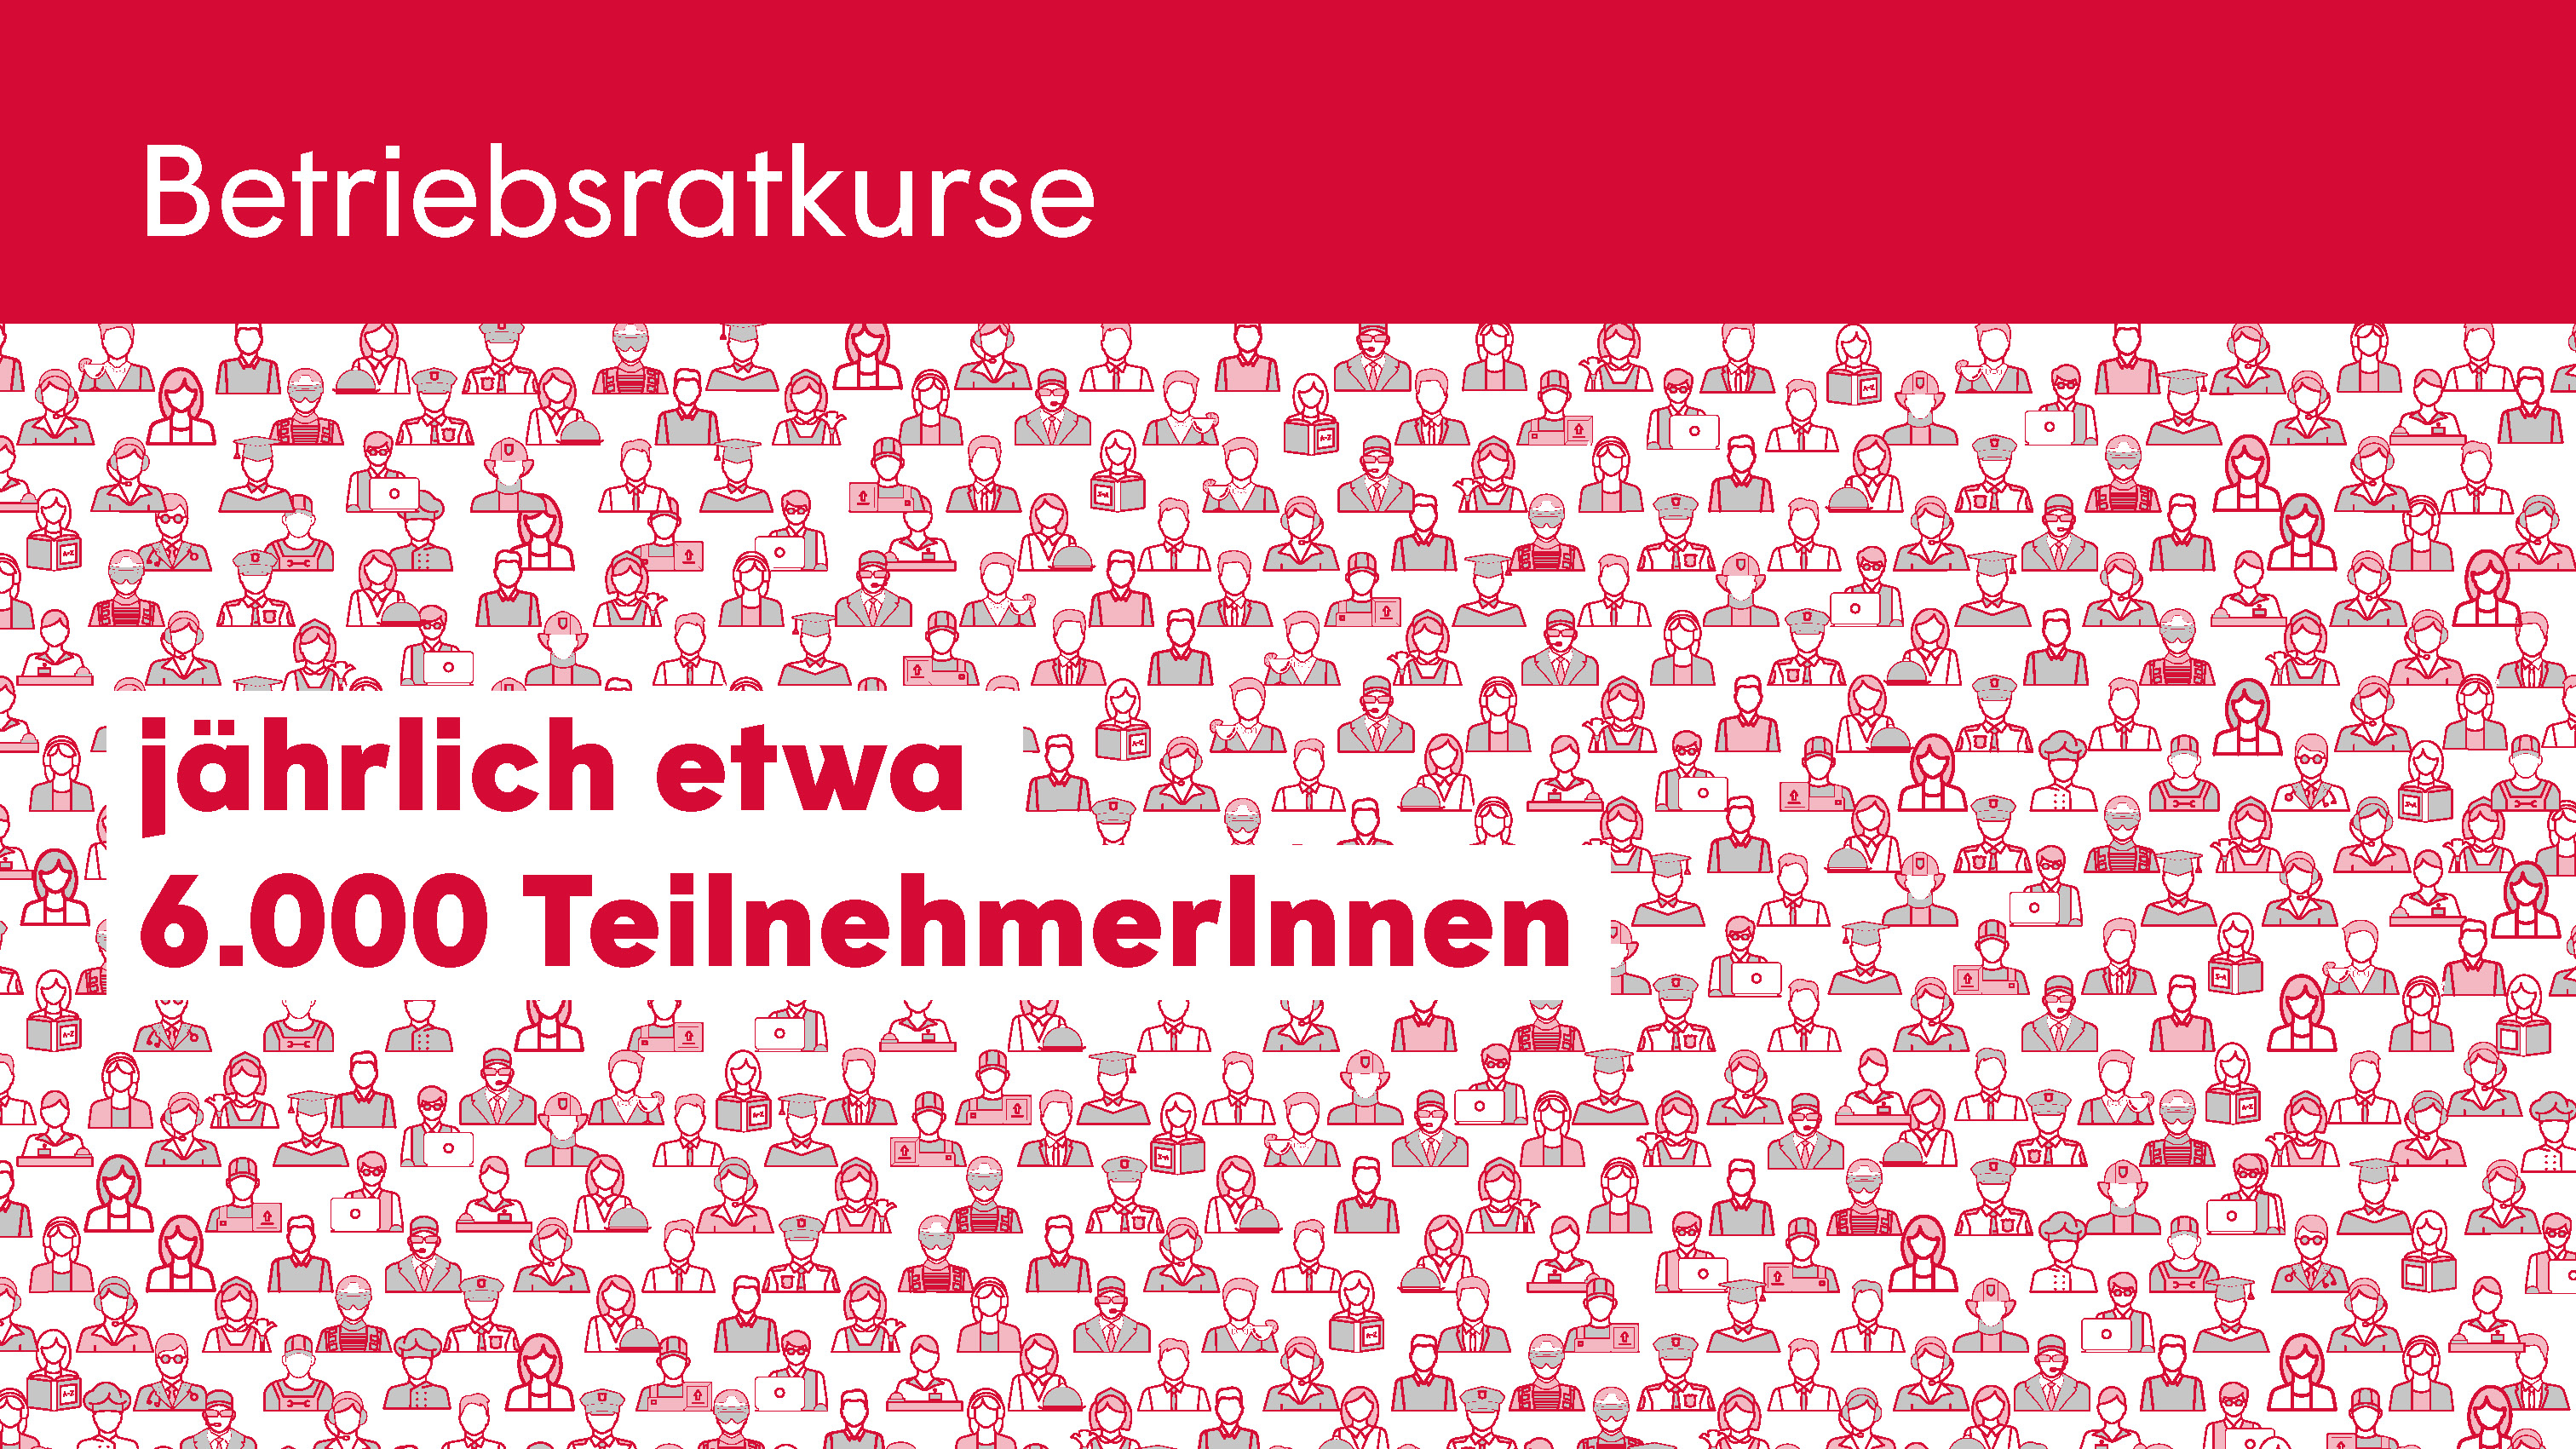 Betriebsratkurse
jährlich etwa
6.000 TeilnehmerInnen